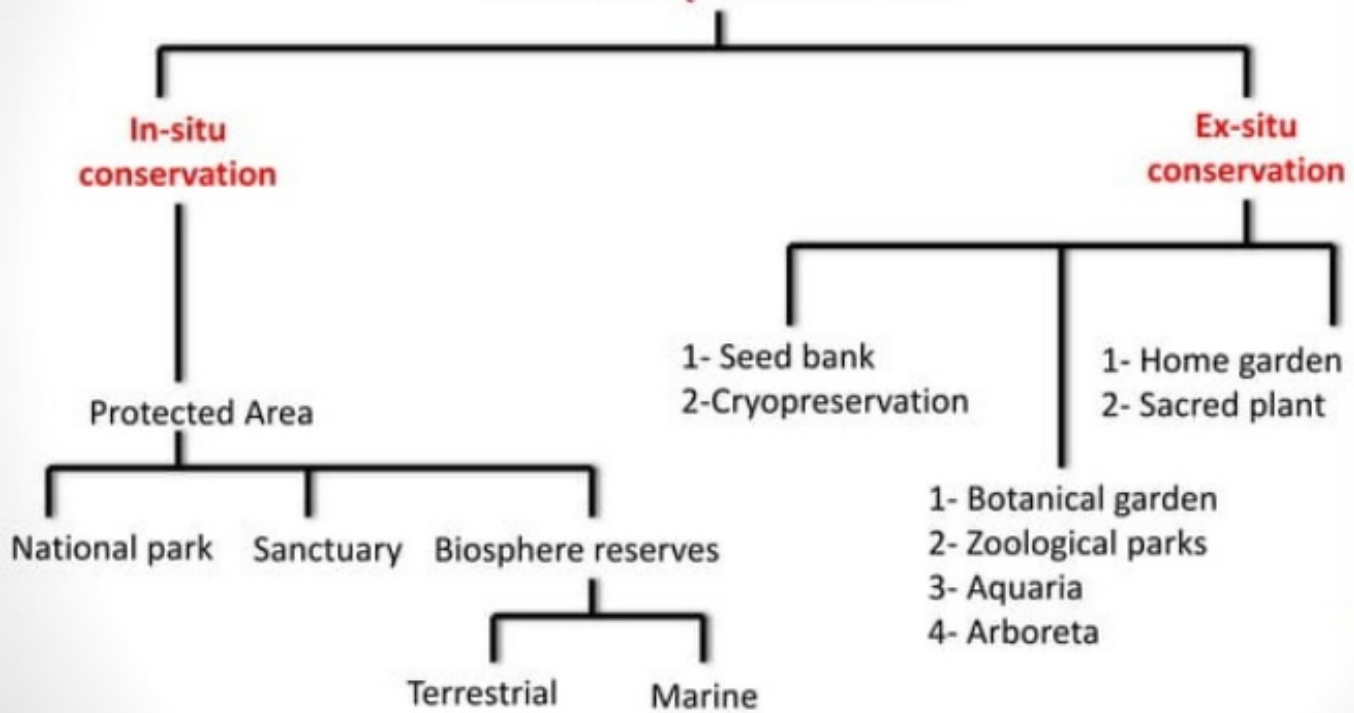 In-situ
conservation
Ex-situ
conservation
Protected Area
National park
Sanctuary
Biosphere reserves
Terrestrial
Marine
1- Seed bank
2-Cryopreservation
1- Botanical garden
2- Zoological parks
3- Aquaria
4- Arboreta
1- Home garden
2- Sacred plant